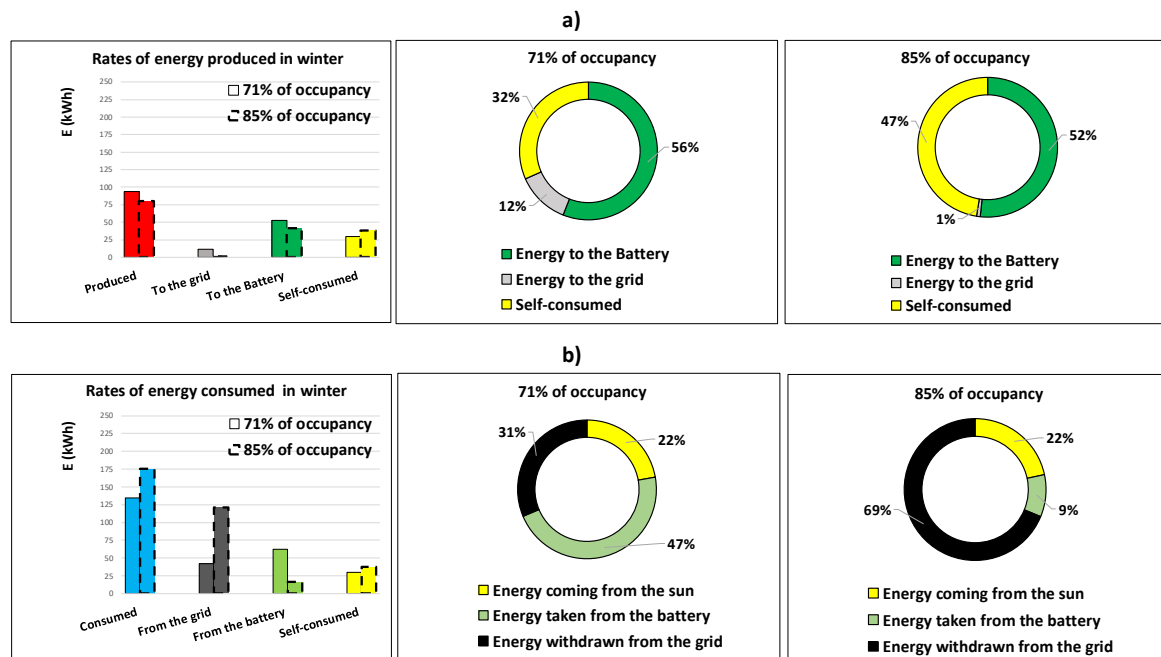 a)
Rates of energy produced in winter
E (kWh)
250
225
200
175
150
125
100
75
50
25
0
71% of occupancy
85% of occupancy
Produced
To the grid
To the Battery
Self-consumed
71% of occupancy
32%
56%
12%
Energy to the Battery
Energy to the grid
Self-consumed
85% of occupancy
47%
52%
1%
Energy to the Battery
Energy to the grid
Self-consumed
b)
Rates of energy consumed in winter
E (kWh)
250
225
200
175
150
125
100
75
50
25
0
71% of occupancy
85% of occupancy
Consumed
From the grid
From the battery
Self-consumed
71% of occupancy
31%
22%
47%
Energy coming from the sun
Energy taken from the battery
Energy withdrawn from the grid
85% of occupancy
22%
69%
9%
Energy coming from the sun
Energy taken from the battery
Energy withdrawn from the grid